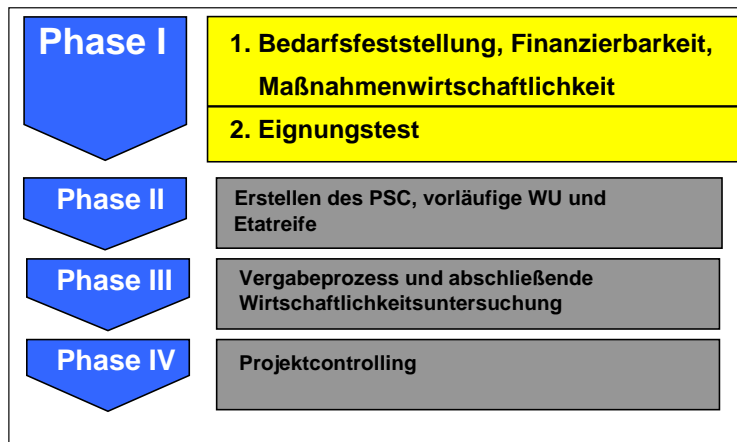 Phase I
1. Bedarfsfeststellung, Finanzierbarkeit,
Maßnahmenwirtschaftlichkeit
2. Eignungstest
Phase II
Erstellen des PSC, vorläufige WU und
Etatreife
Phase III
Vergabeprozess und abschließende
Wirtschaftlichkeitsuntersuchung
Phase IV
Projektcontrolling